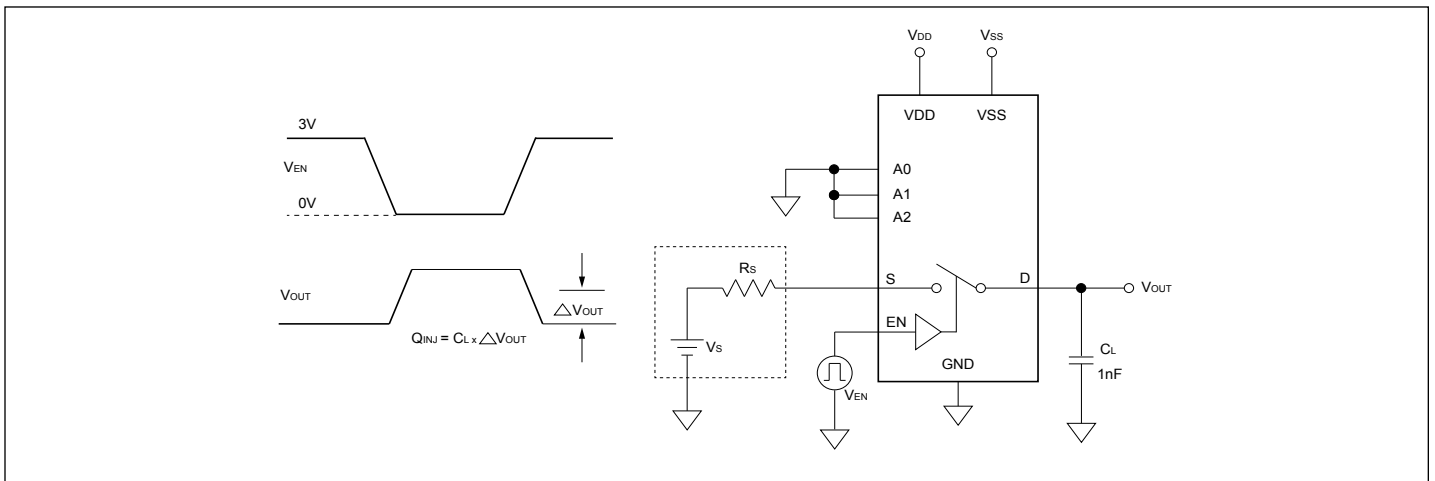 3V
VEN
0V
VOUT
△VOUT
QINJ = CL x △VOUT
VDD
VSS
VDD
VSS
A0
A1
A2
RS
S
D
VOUT
EN
VS
GND
CL
1nF
VEN